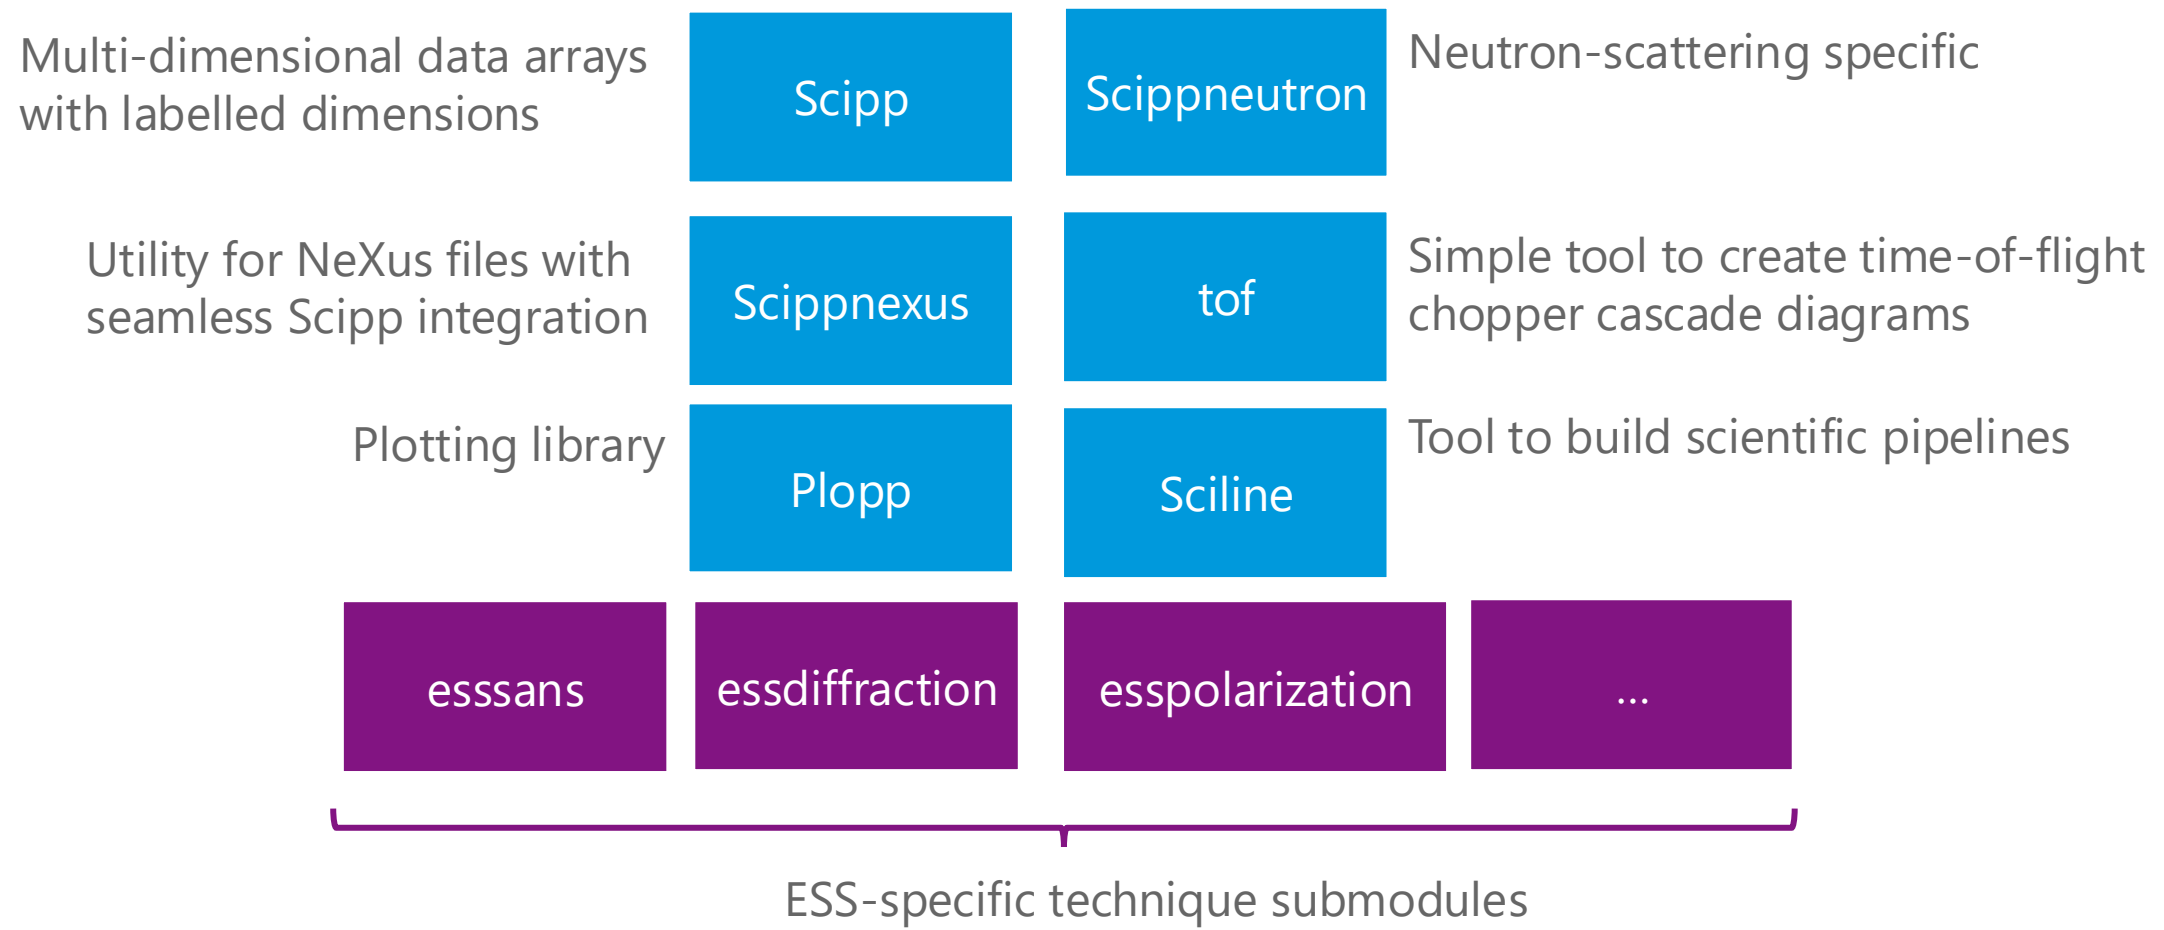 Multi-dimensional data arrays
with labelled dimensions
Scipp
Scippneutron
Neutron-scattering specific
Utility for NeXus files with
seamless Scipp integration
Scippnexus
tof
Simple tool to create time-of-flight
chopper cascade diagrams
Plotting library
Plopp
Sciline
Tool to build scientific pipelines
esssans
essdiffraction
esspolarization
...
ESS-specific technique submodules